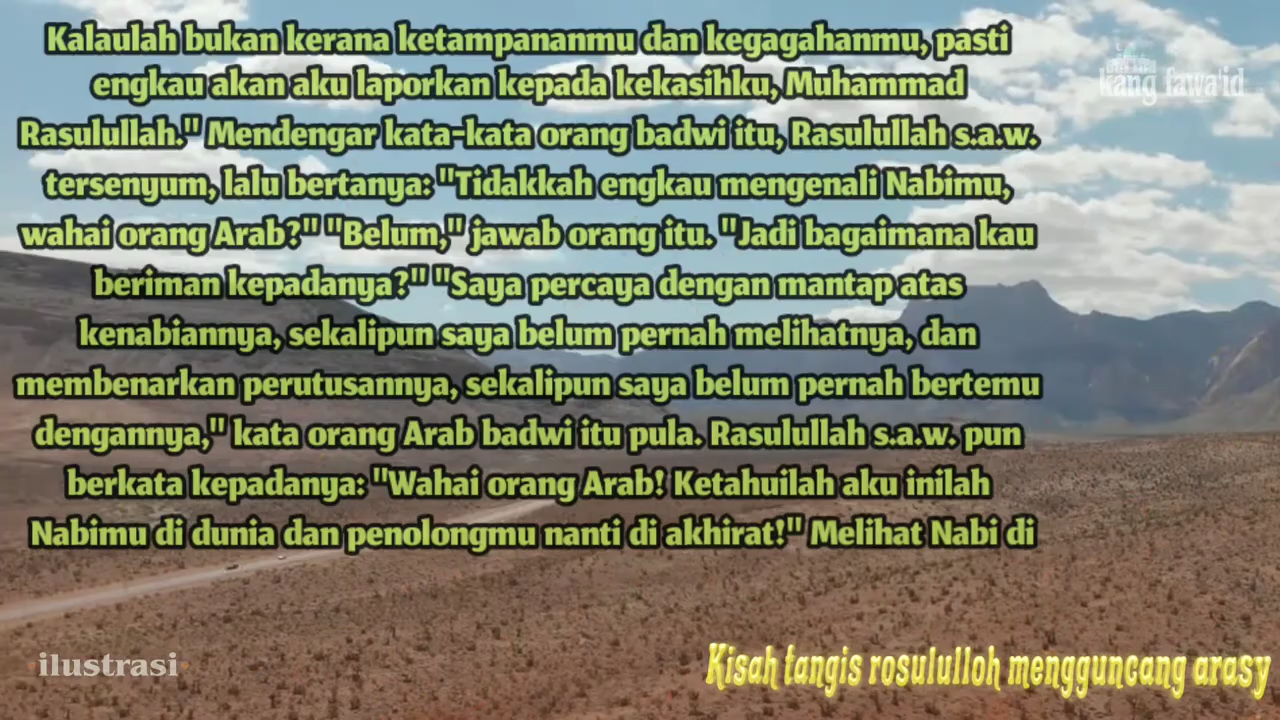 Kalaulah bukan kerana ketampananmu dan kegagahanmu, pasti
engkau akan aku laporkan kepada kekasihku, Muhammad
Rasulullah." Mendengar kata-kata orang badwi itu, Rasulullah s.a.w.
tersenyum, lalu bertanya: "Tidakkah engkau mengenali Nabimu,
wahai orang Arab?" "Belum," jawab orang itu. "Jadi bagaimana kau
beriman kepadanya?" "Saya percaya dengan mantap atas
kenabiannya, sekalipun saya belum pernah melihatnya, dan
membenarkan perutusannya, sekalipun saya belum pernah bertemu
dengannya," kata orang Arab badwi itu pula. Rasulullah s.a.w. pun
berkata kepadanya: "Wahai orang Arab! Ketahuilah aku inilah
Nabimu di dunia dan penolongmu nanti di akhirat!" Melihat Nabi di
kang fawa'id
ilustrasi
Kisah tangis rosululloh mengguncang arasy